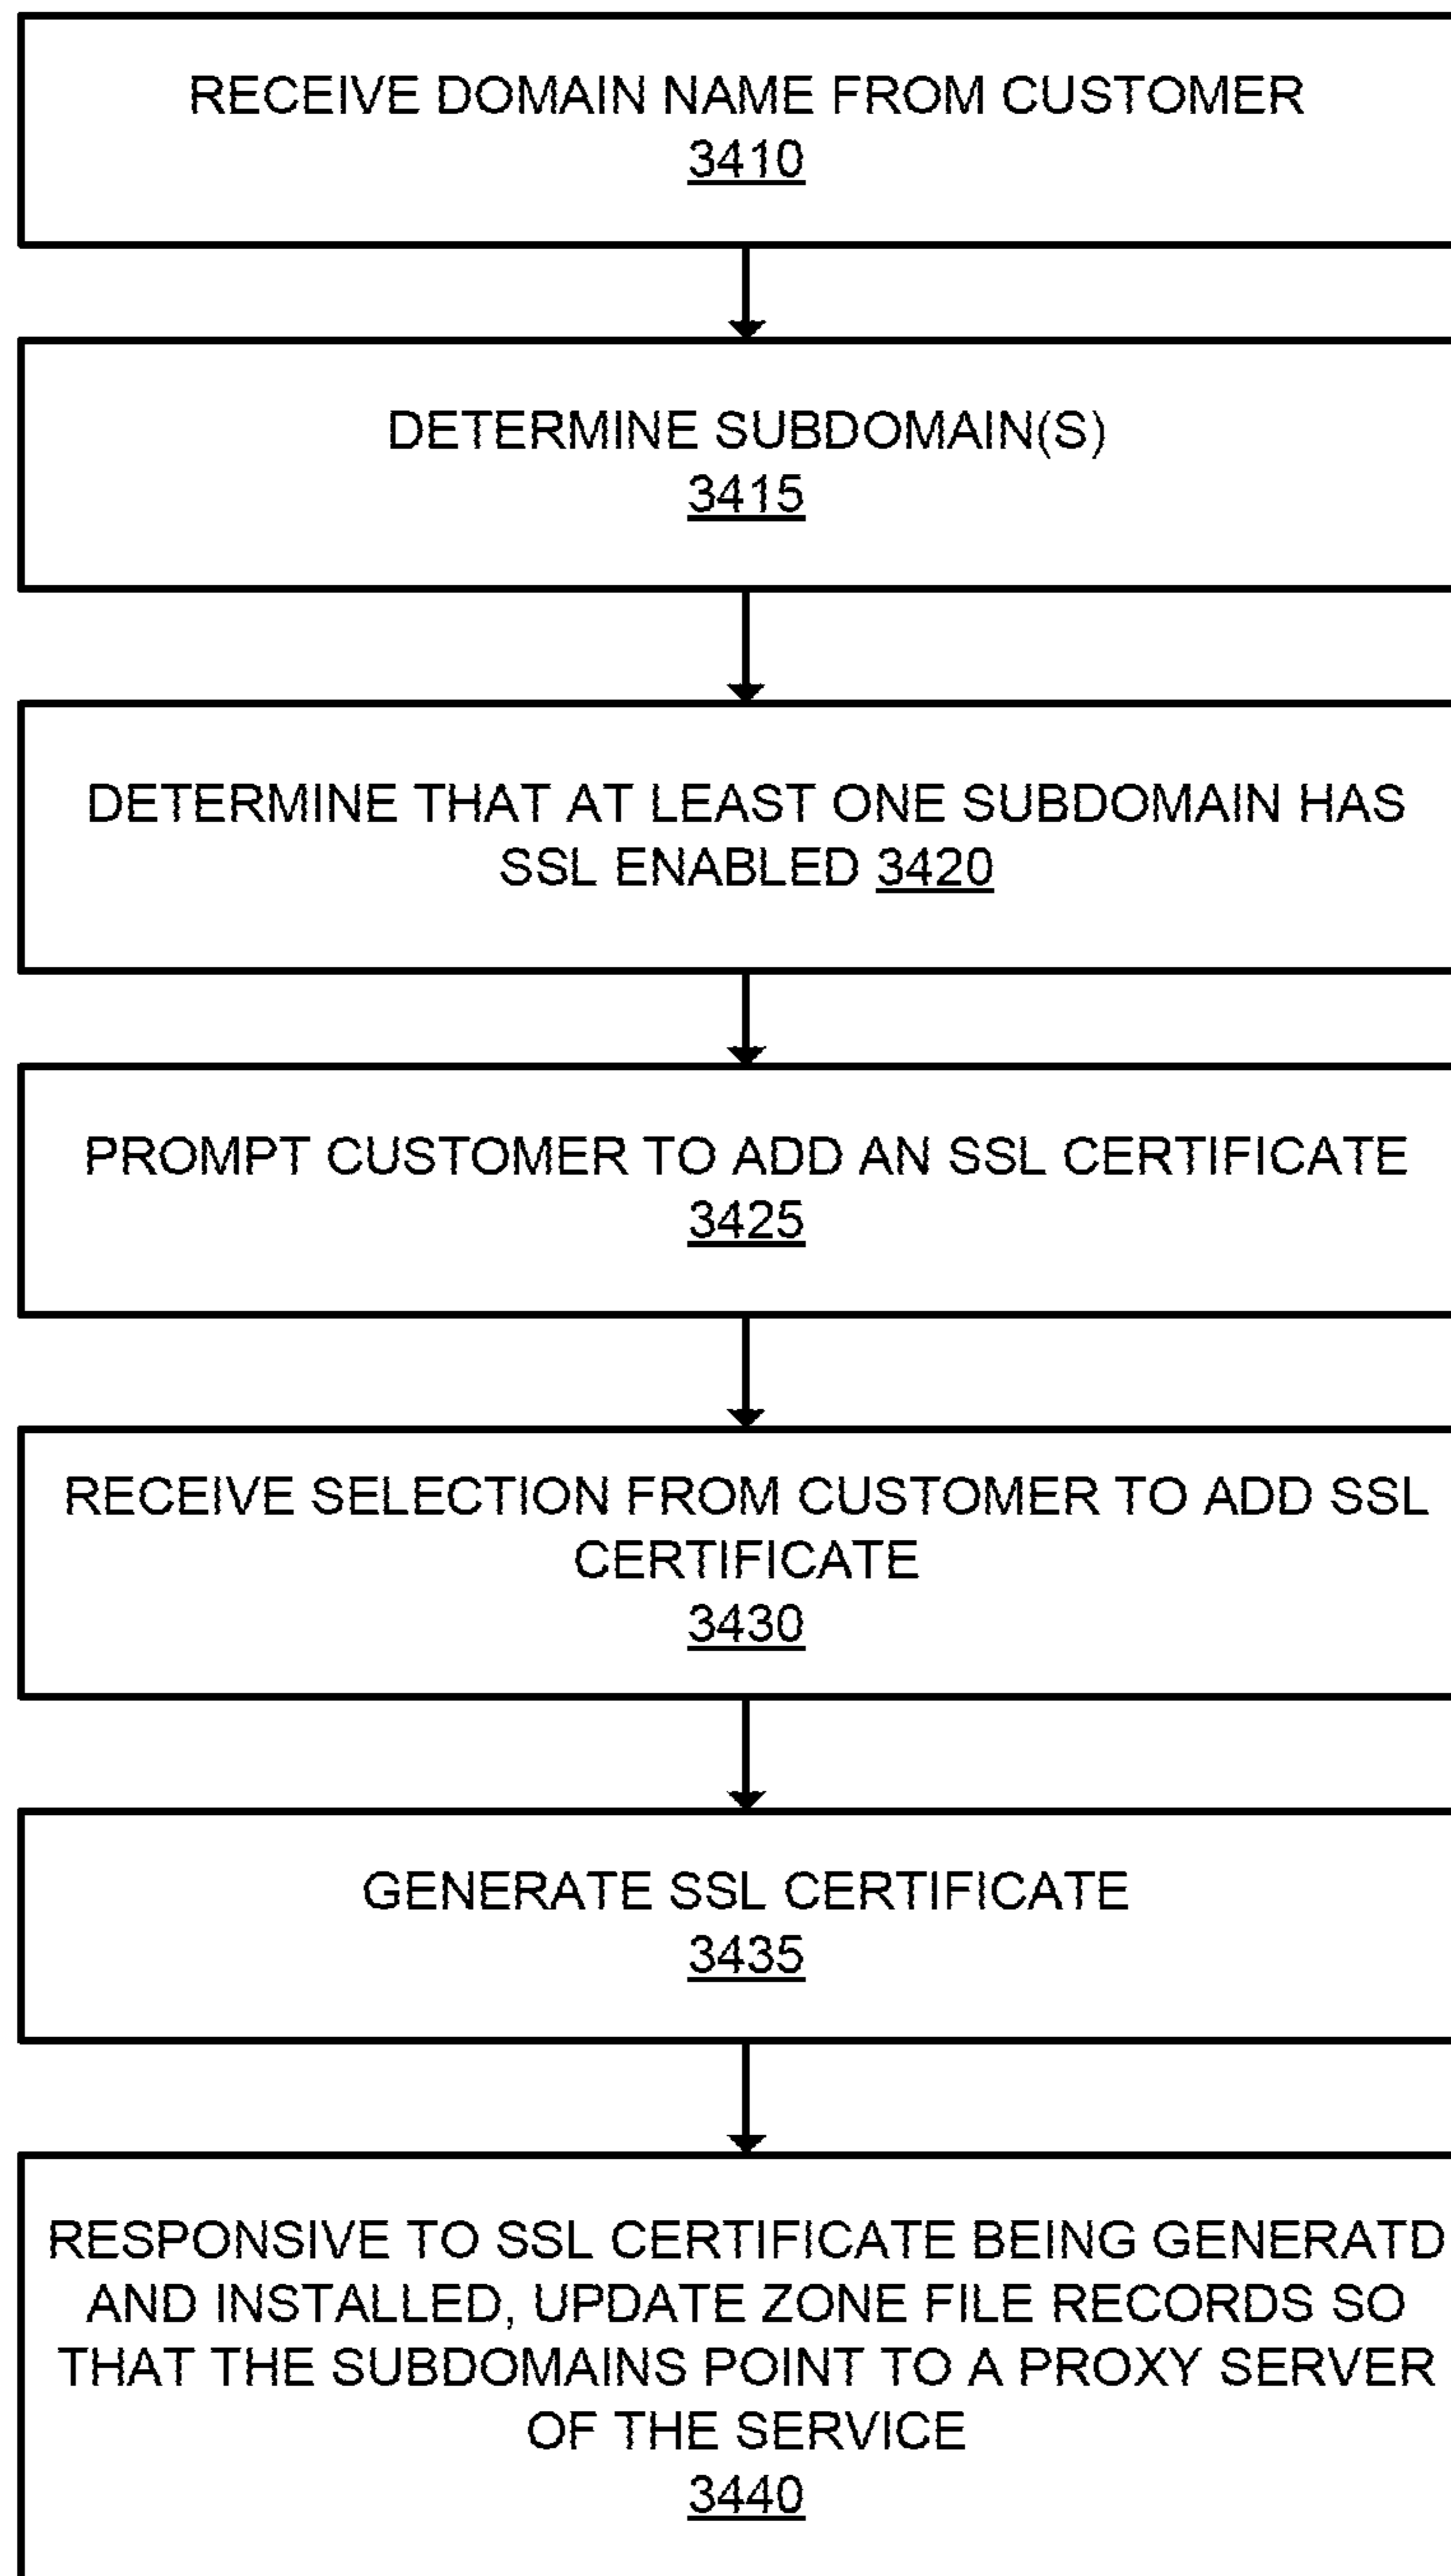 RECEIVE DOMAIN NAME FROM CUSTOMER
3410
DETERMINE SUBDOMAIN(S)
3415
DETERMINE THAT AT LEAST ONE SUBDOMAIN HAS
SSL ENABLED 3420
PROMPT CUSTOMER TO ADD AN SSL CERTIFICATE
3425
RECEIVE SELECTION FROM CUSTOMER TO ADD SSL
CERTIFICATE
3430
GENERATE SSL CERTIFICATE
3435
RESPONSIVE TO SSL CERTIFICATE BEING GENERATD
AND INSTALLED, UPDATE ZONE FILE RECORDS SO
THAT THE SUBDOMAINS POINT TO A PROXY SERVER
OF THE SERVICE
3440